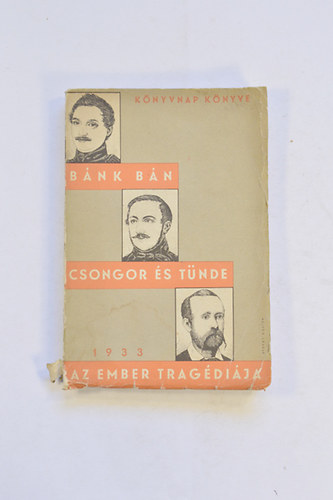 KÖNYVNAP KÖNYVE
BÁNK BÁN
CSONGOR ÉS TÜNDE
1933
AZ EMBER TRAGÉDIÁJA